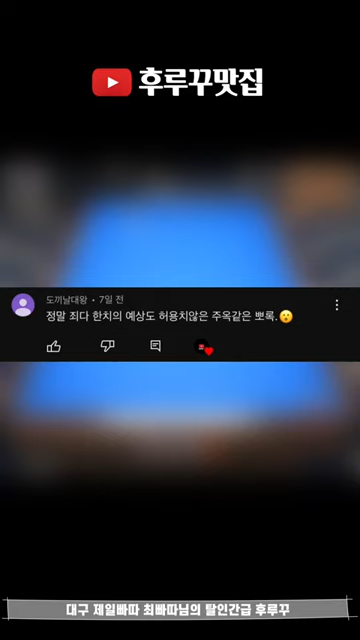 후루꾸맛집
도끼날대왕 • 7일 전
정말 죄다 한치의 예상도 허용치않은 주옥같은 뽀록.😮
대구 제일빠따 최빠따님의 탈인간급 후루꾸